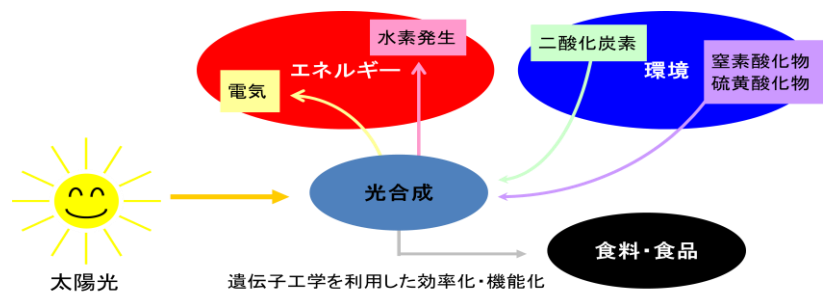 水素発生
エネルギー
電気
二酸化炭素
環境
窒素酸化物
硫黄酸化物
光合成
食料・食品
太陽光
遺伝子工学を利用した効率化・機能化